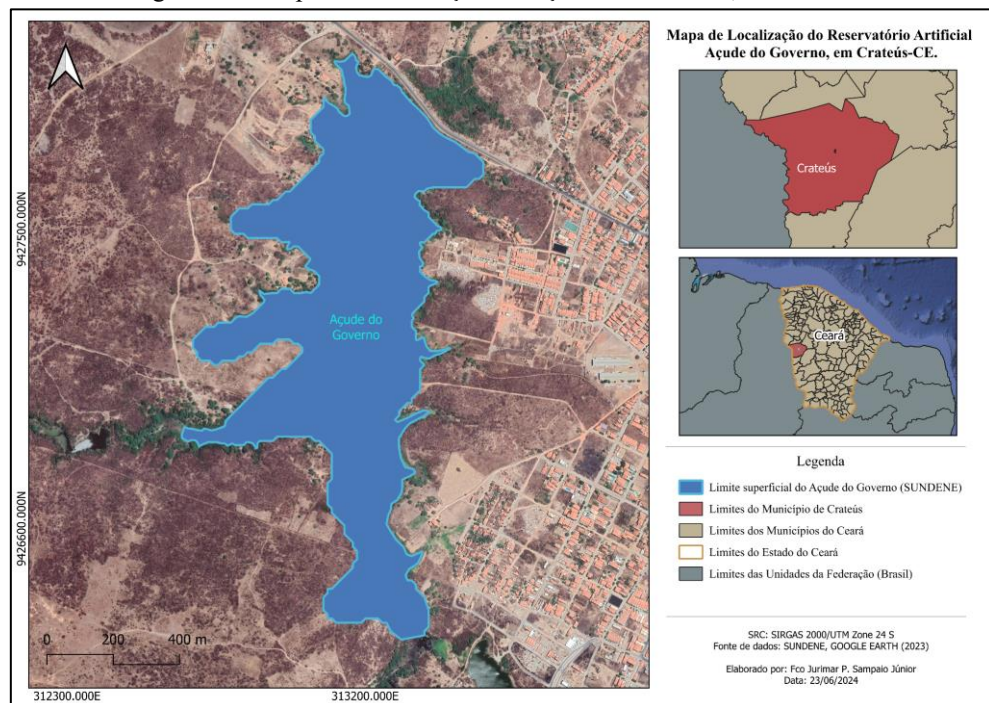 Mapa de Localização do Reservatório Artificial
Açude do Governo, em Crateús-CE.
Crateús
Ceará
Açude do
Governo
9427500.000N
9426600.000N
0 200 400 m
312300.000E 313200.000E
Legenda
Limite superficial do Açude do Governo (SUNDENE)
Limites do Município de Crateús
Limites dos Municípios do Ceará
Limites do Estado do Ceará
Limites das Unidades da Federação (Brasil)
SRC: SIRGAS 2000/UTM Zone 24 S
Fonte de dados: SUNDENE, GOOGLE EARTH (2023)
Elaborado por: Fco Jurimar P. Sampaio Júnior
Data: 23/06/2024